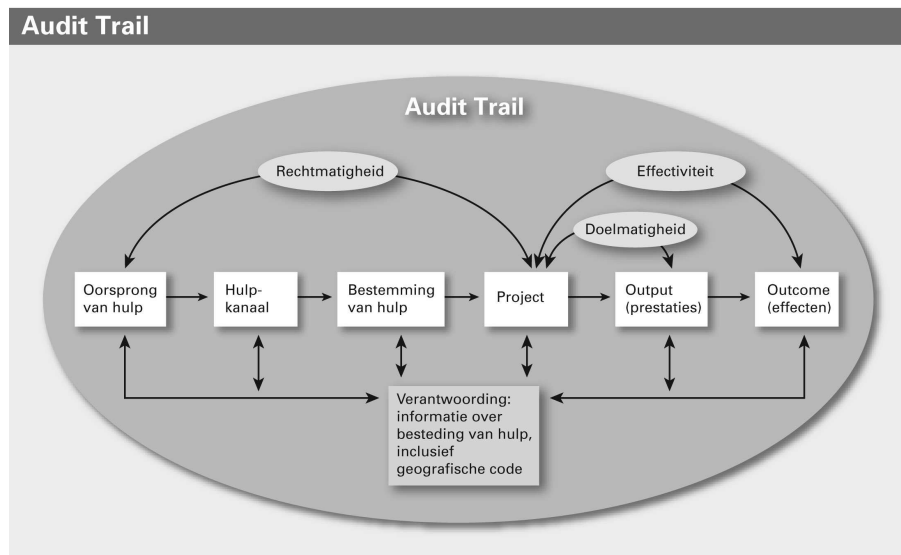 Audit Trail
Audit Trail
Rechtmatigheid
Effectiviteit
Doelmatigheid
Oorsprong
van hulp
Hulp-
kanaal
Bestemming
van hulp
Project
Output
(prestaties)
Outcome
(effecten)
Verantwoording:
informatie over
besteding van hulp,
inclusief
geografische code